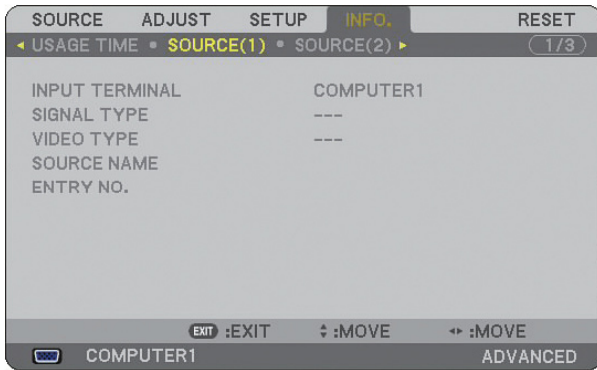 SOURCE ADJUST SETUP INFO. RESET
USAGE TIME • SOURCE(1) • SOURCE(2) 1/3
INPUT TERMINAL COMPUTER1
SIGNAL TYPE ---
VIDEO TYPE ---
SOURCE NAME
ENTRY NO.
EXIT :EXIT :MOVE :MOVE
COMPUTER1 ADVANCED